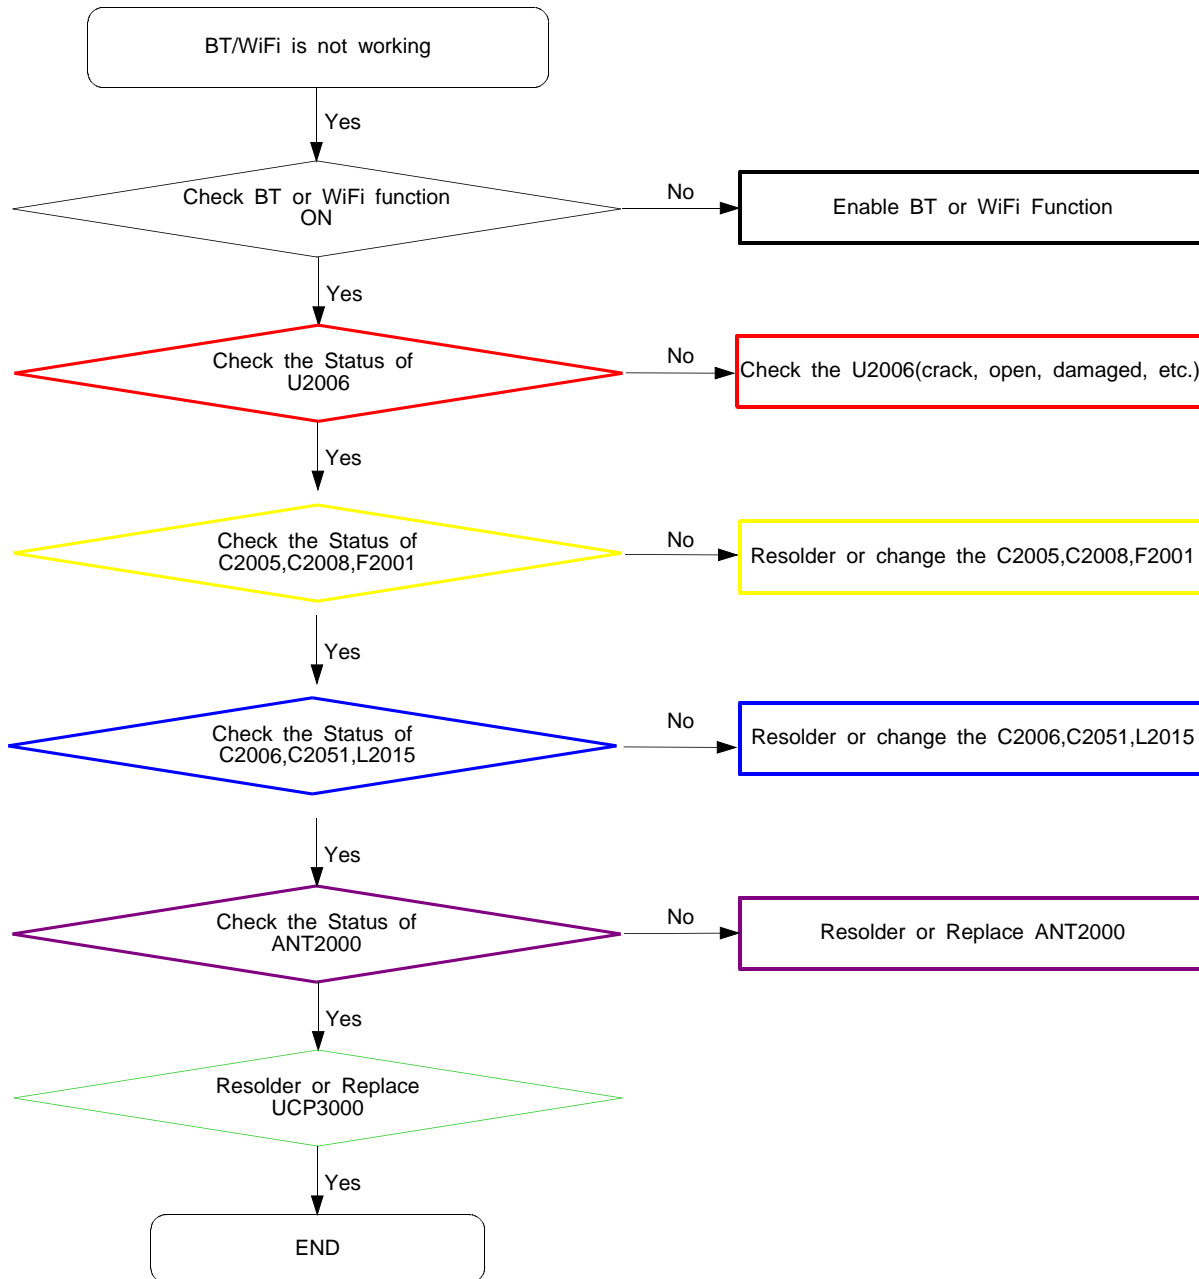 BT/WiFi is not working
Yes
Check BT or WiFi function
ON
No
Enable BT or WiFi Function
Yes
Check the Status of
U2006
No
Check the U2006(crack, open, damaged, etc.)
Yes
Check the Status of
C2005,C2008,F2001
No
Resolder or change the C2005,C2008,F2001
Yes
Check the Status of
C2006,C2051,L2015
No
Resolder or change the C2006,C2051,L2015
Yes
Check the Status of
ANT2000
No
Resolder or Replace ANT2000
Yes
Resolder or Replace
UCP3000
Yes
END